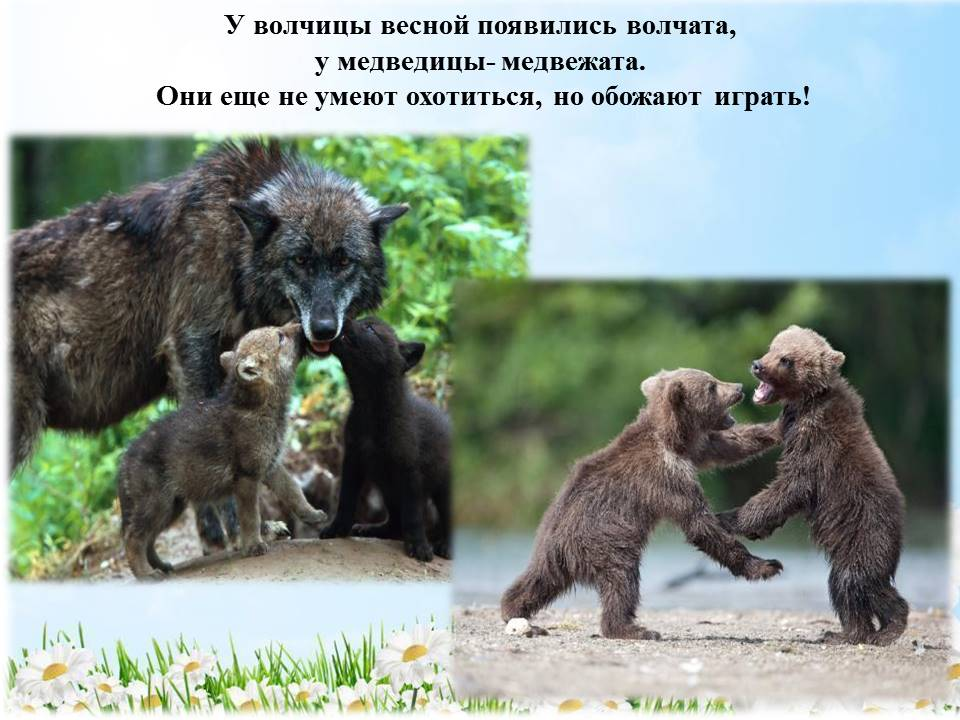 У волчицы весной появились волчата,
у медведицы- медвежата.
Они еще не умеют охотиться, но обожают играть!